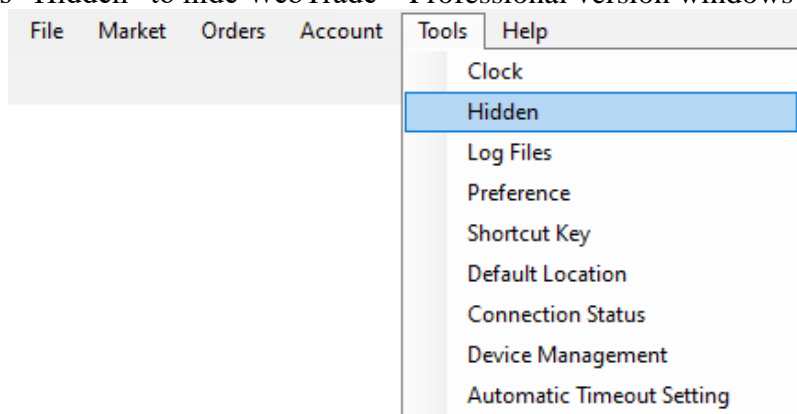 "Hidden" to hide WebTrade – Professional version windows
File Market Orders Account Tools Help
Clock
Hidden
Log Files
Preference
Shortcut Key
Default Location
Connection Status
Device Management
Automatic Timeout Setting